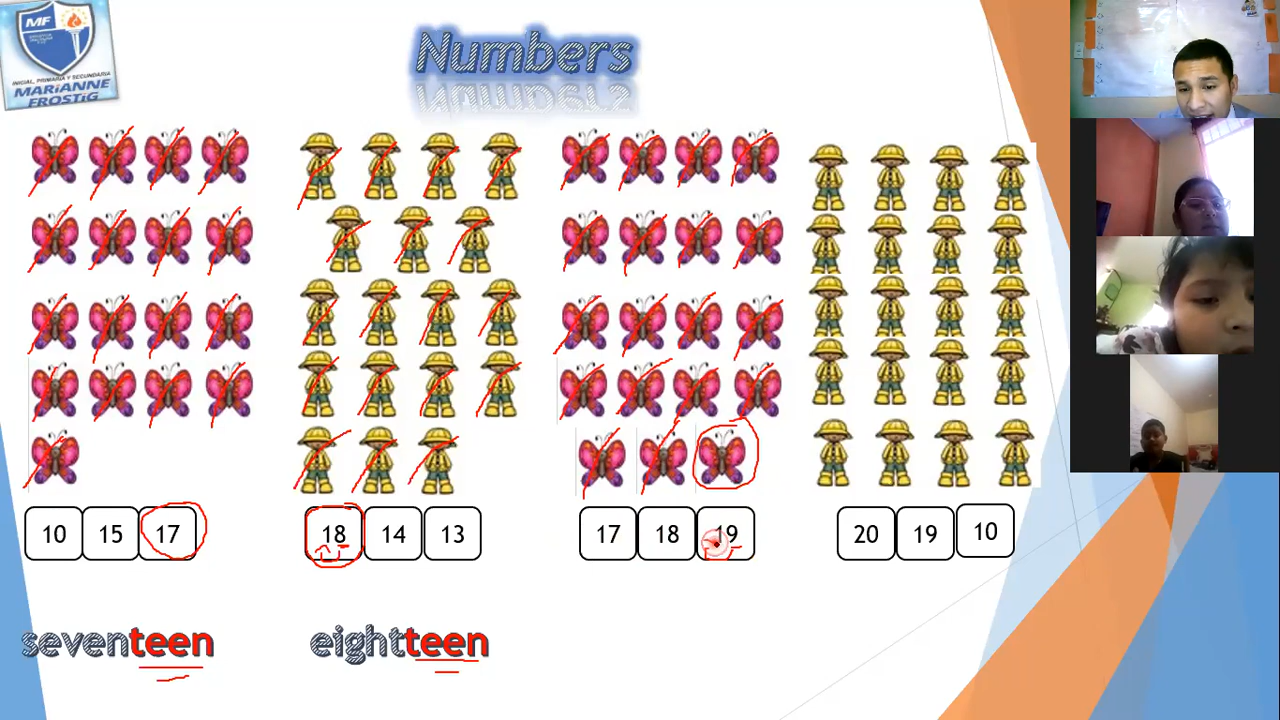 MF
INICIAL, PRIMARIA Y SECUNDARIA
MARIANNE
FROSTIG
Numbers
10 15 17
18 14 13
17 18 19
20 19 10
seventeen
eightteen